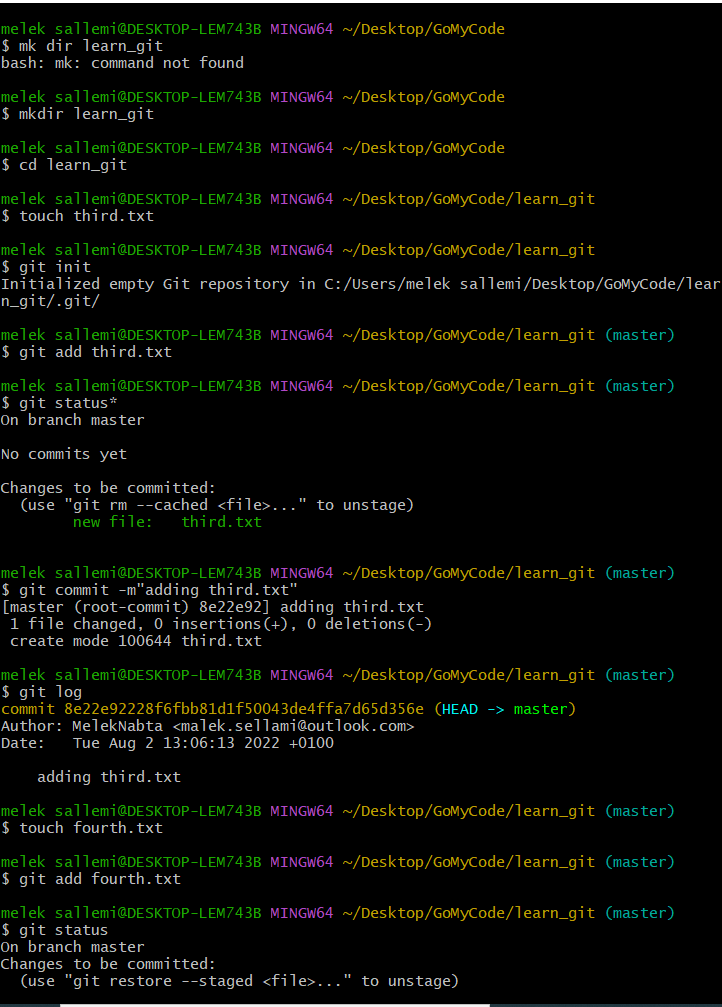 melek sallemi@DESKTOP-LEM743B MINGW64 ~/Desktop/GoMyCode
$ mk dir learn_git
bash: mk: command not found

melek sallemi@DESKTOP-LEM743B MINGW64 ~/Desktop/GoMyCode
$ mkdir learn_git

melek sallemi@DESKTOP-LEM743B MINGW64 ~/Desktop/GoMyCode
$ cd learn_git

melek sallemi@DESKTOP-LEM743B MINGW64 ~/Desktop/GoMyCode/learn_git
$ touch third.txt

melek sallemi@DESKTOP-LEM743B MINGW64 ~/Desktop/GoMyCode/learn_git
$ git init
Initialized empty Git repository in C:/Users/melek sallemi/Desktop/GoMyCode/lear
n_git/.git/

melek sallemi@DESKTOP-LEM743B MINGW64 ~/Desktop/GoMyCode/learn_git (master)
$ git add third.txt

melek sallemi@DESKTOP-LEM743B MINGW64 ~/Desktop/GoMyCode/learn_git (master)
$ git status*
On branch master

No commits yet

Changes to be committed:
  (use "git rm --cached <file>..." to unstage)
        new file:   third.txt


melek sallemi@DESKTOP-LEM743B MINGW64 ~/Desktop/GoMyCode/learn_git (master)
$ git commit -m"adding third.txt"
[master (root-commit) 8e22e92] adding third.txt
 1 file changed, 0 insertions(+), 0 deletions(-)
 create mode 100644 third.txt

melek sallemi@DESKTOP-LEM743B MINGW64 ~/Desktop/GoMyCode/learn_git (master)
$ git log
commit 8e22e92228f6fbb81d1f50043de4ffa7d65d356e (HEAD -> master)
Author: MelekNabta <malek.sellami@outlook.com>
Date:   Tue Aug 2 13:06:13 2022 +0100

    adding third.txt

melek sallemi@DESKTOP-LEM743B MINGW64 ~/Desktop/GoMyCode/learn_git (master)
$ touch fourth.txt

melek sallemi@DESKTOP-LEM743B MINGW64 ~/Desktop/GoMyCode/learn_git (master)
$ git add fourth.txt

melek sallemi@DESKTOP-LEM743B MINGW64 ~/Desktop/GoMyCode/learn_git (master)
$ git status
On branch master
Changes to be committed:
  (use "git restore --staged <file>..." to unstage)